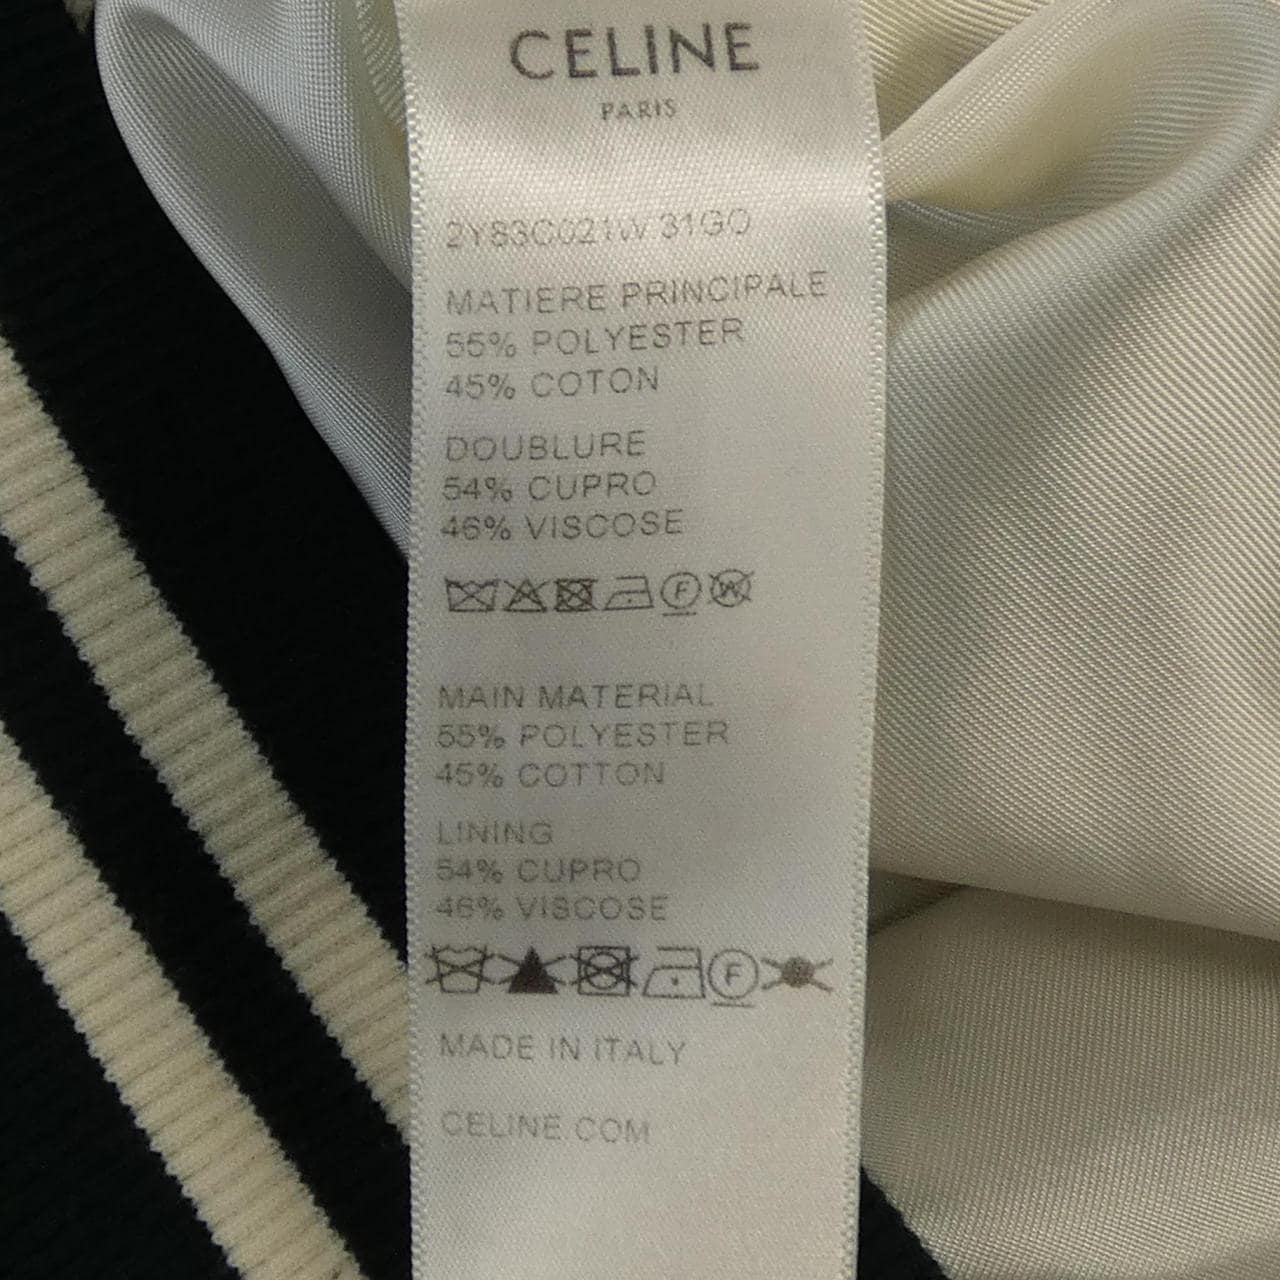 CELINE
PARIS
2Y83C021W 31GO
MATIERE PRINCIPALE
55% POLYESTER
45% COTON
DOUBLURE
54% CUPRO
46% VISCOSE
F W
MAIN MATERIAL
55% POLYESTER
45% COTTON
LINING
54% CUPRO
46% VISCOSE
F
MADE IN ITALY
CELINE.COM